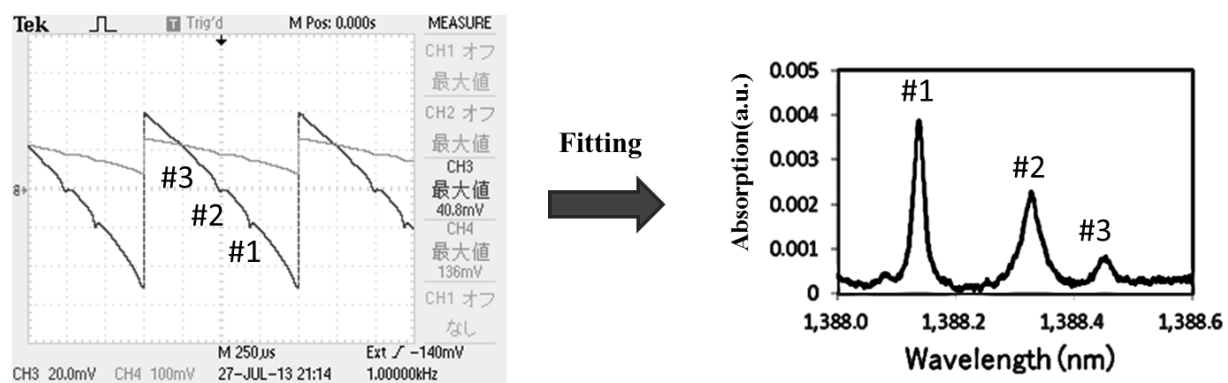 Tek
T Trig'd
M Pos: 0.000s
MEASURE
CH1 オフ
最大値
CH2 オフ
最大値
CH3
最大値
40.8mV
CH4
最大値
136mV
CH1 オフ
なし
8
#3
#2
#1
M 250µs
Ext ƒ -140mV
CH3 20.0mV
CH4 100mV
27-JUL-13 21:14
1.00000kHz
Fitting
Absorption(a.u.)
0.005
0.004
0.003
0.002
0.001
0
#1
#2
#3
1,388.0
1,388.2
1,388.4
1,388.6
Wavelength (nm)